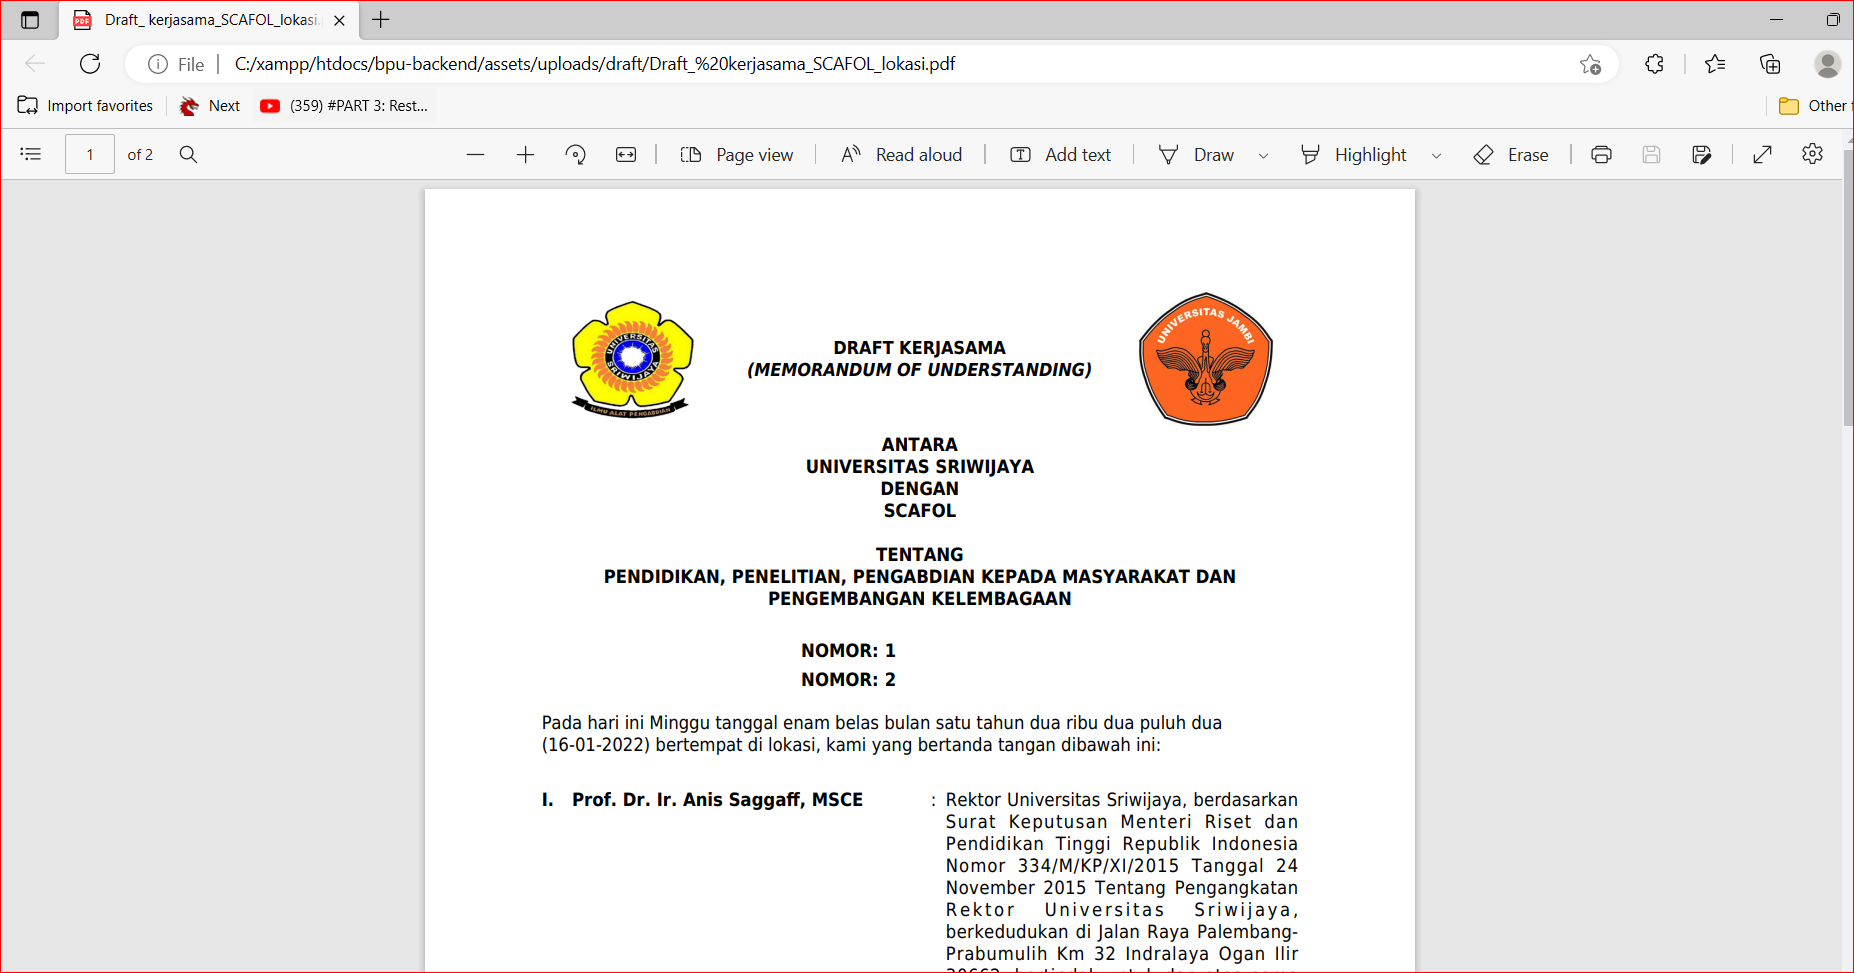 Draft_ kerjasama_SCAFOL_lokasi.
File
C:/xampp/htdocs/bpu-backend/assets/uploads/draft/Draft_%20kerjasama_SCAFOL_lokasi.pdf
Import favorites
Next
(359) #PART 3: Rest...
Other
1 of 2
Page view
Read aloud
Add text
Draw
Highlight
Erase
UNIVERSITAS SRIWIJAYA
ILMU ALAT PENGABDIAN
UNIVERSITAS JAMBI
DRAFT KERJASAMA
(MEMORANDUM OF UNDERSTANDING)
ANTARA
UNIVERSITAS SRIWIJAYA
DENGAN
SCAFOL
TENTANG
PENDIDIKAN, PENELITIAN, PENGABDIAN KEPADA MASYARAKAT DAN
PENGEMBANGAN KELEMBAGAAN
NOMOR: 1
NOMOR: 2
Pada hari ini Minggu tanggal enam belas bulan satu tahun dua ribu dua puluh dua
(16-01-2022) bertempat di lokasi, kami yang bertanda tangan dibawah ini:
I. Prof. Dr. Ir. Anis Saggaff, MSCE : Rektor Universitas Sriwijaya, berdasarkan
Surat Keputusan Menteri Riset dan
Pendidikan Tinggi Republik Indonesia
Nomor 334/M/KP/XI/2015 Tanggal 24
November 2015 Tentang Pengangkatan
Rektor Universitas Sriwijaya,
berkedudukan di Jalan Raya Palembang-
Prabumulih Km 32 Indralaya Ogan Ilir